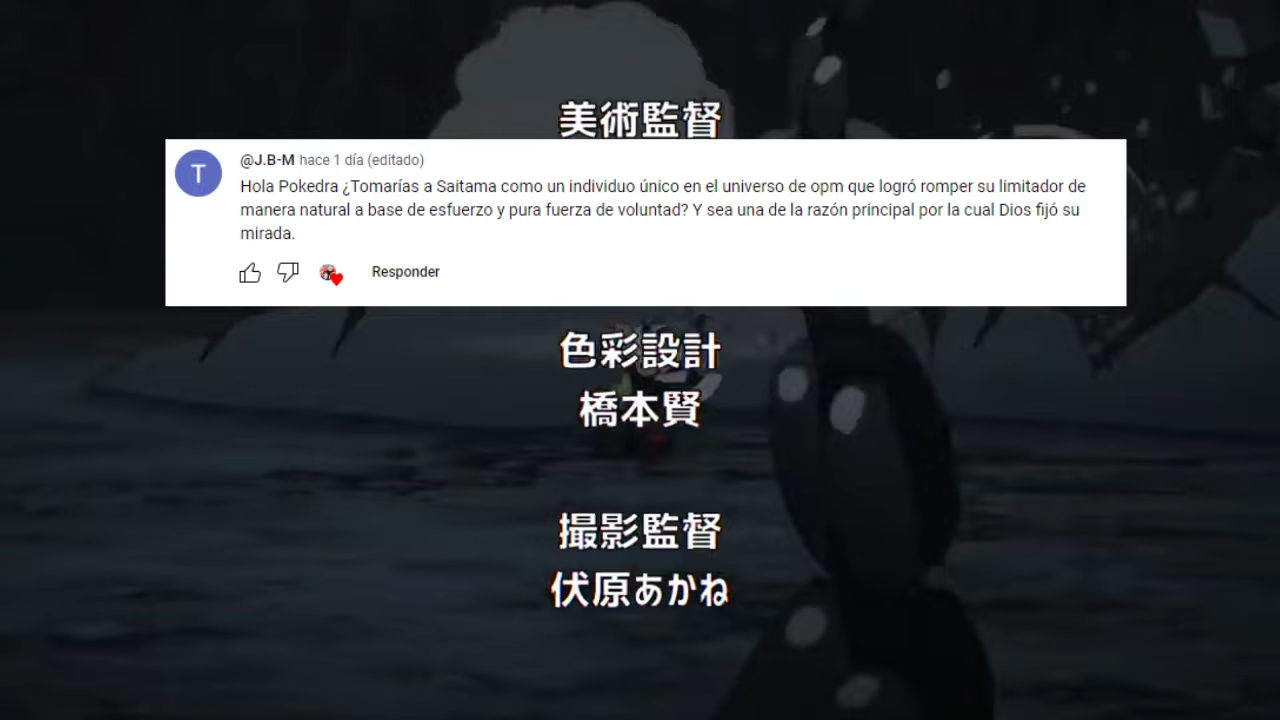 美術監督
T
@J.B-M hace 1 día (editado)
Hola Pokedra ¿Tomarías a Saitama como un individuo único en el universo de opm que logró romper su limitador de
manera natural a base de esfuerzo y pura fuerza de voluntad? Y sea una de la razón principal por la cual Dios fijó su
mirada.
Responder
色彩設計
橋本賢
撮影監督
伏原あかね